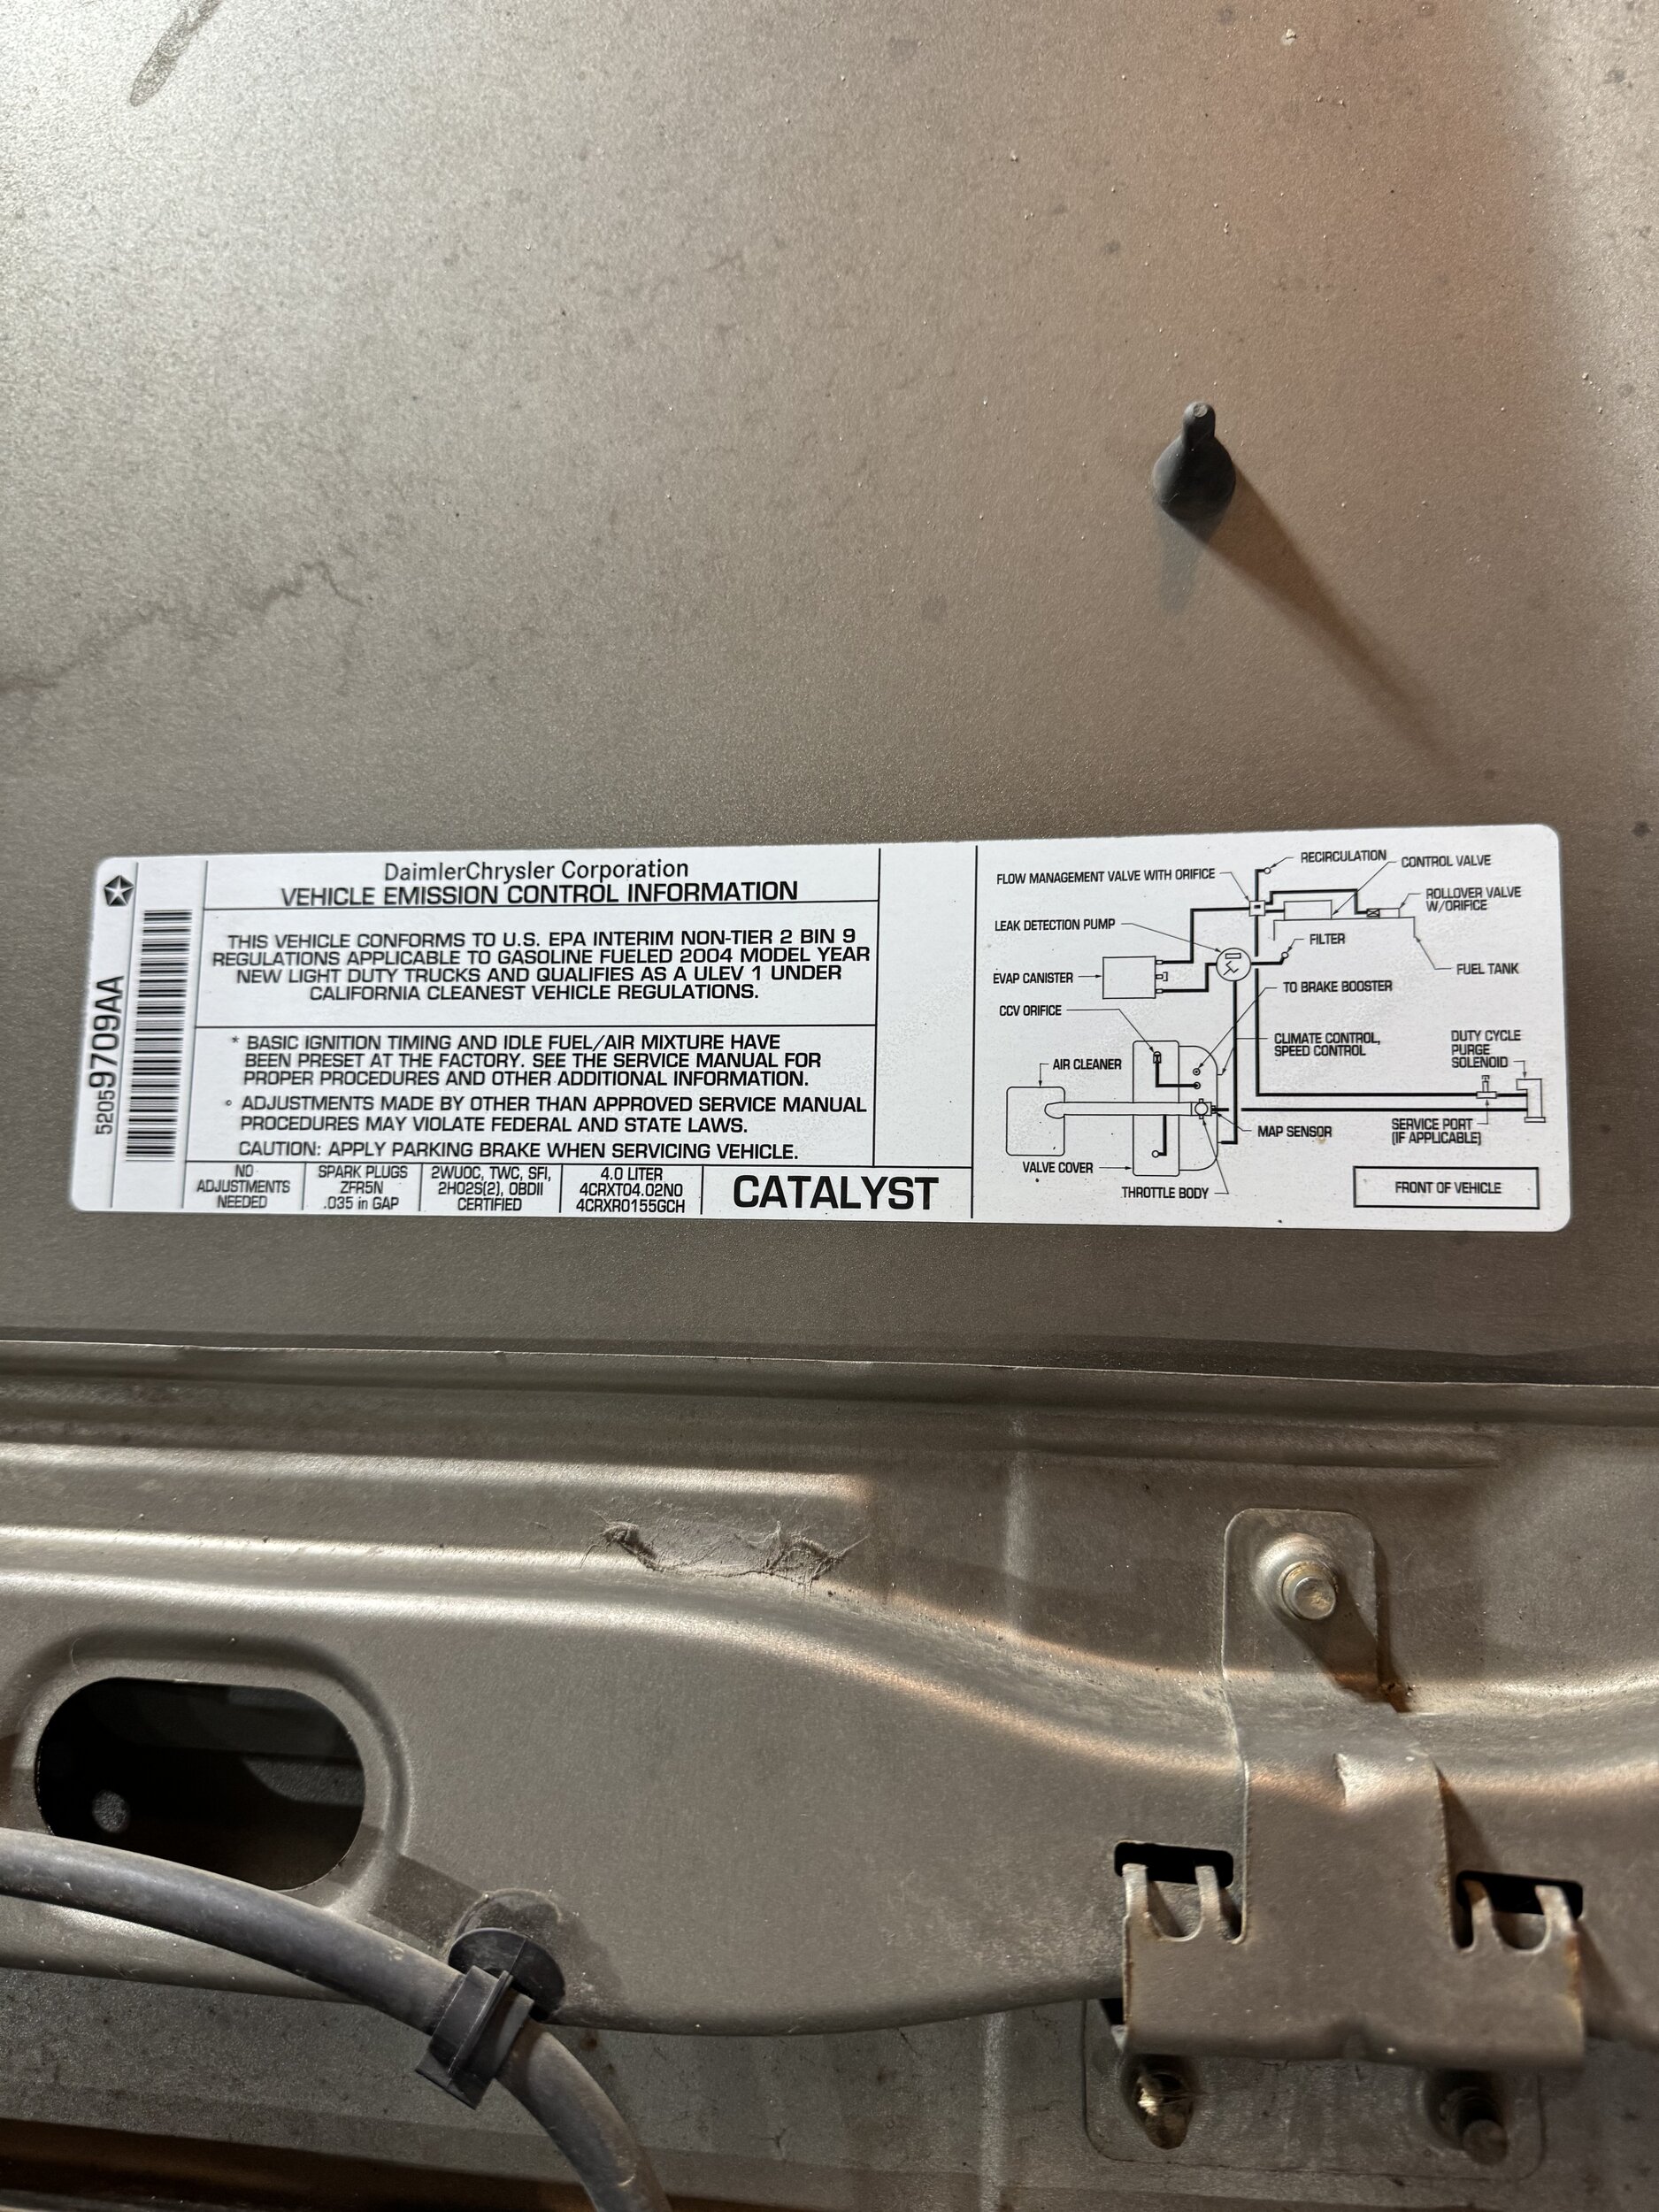 52059709AA
DaimlerChrysler Corporation
VEHICLE EMISSION CONTROL INFORMATION
THIS VEHICLE CONFORMS TO U.S. EPA INTERIM NON-TIER 2 BIN 9
REGULATIONS APPLICABLE TO GASOLINE FUELED 2004 MODEL YEAR
NEW LIGHT DUTY TRUCKS AND QUALIFIES AS A ULEV 1 UNDER
CALIFORNIA CLEANEST VEHICLE REGULATIONS.
* BASIC IGNITION TIMING AND IDLE FUEL/AIR MIXTURE HAVE
BEEN PRESET AT THE FACTORY. SEE THE SERVICE MANUAL FOR
PROPER PROCEDURES AND OTHER ADDITIONAL INFORMATION.
° ADJUSTMENTS MADE BY OTHER THAN APPROVED SERVICE MANUAL
PROCEDURES MAY VIOLATE FEDERAL AND STATE LAWS.
CAUTION: APPLY PARKING BRAKE WHEN SERVICING VEHICLE.
NO
ADJUSTMENTS
NEEDED
SPARK PLUGS
ZFR5N
.035 in GAP
2WUOC, TWC, SFI,
2HO2S(2), OBDII
CERTIFIED
4.0 LITER
4CRXT04.02N0
4CRXR0155GCH
CATALYST
RECIRCULATION
CONTROL VALVE
FLOW MANAGEMENT VALVE WITH ORIFICE
ROLLOVER VALVE
W/ORIFICE
LEAK DETECTION PUMP
FILTER
FUEL TANK
EVAP CANISTER
TO BRAKE BOOSTER
CCV ORIFICE
CLIMATE CONTROL,
SPEED CONTROL
DUTY CYCLE
PURGE
SOLENOID
AIR CLEANER
SERVICE PORT
(IF APPLICABLE)
MAP SENSOR
VALVE COVER
THROTTLE BODY
FRONT OF VEHICLE